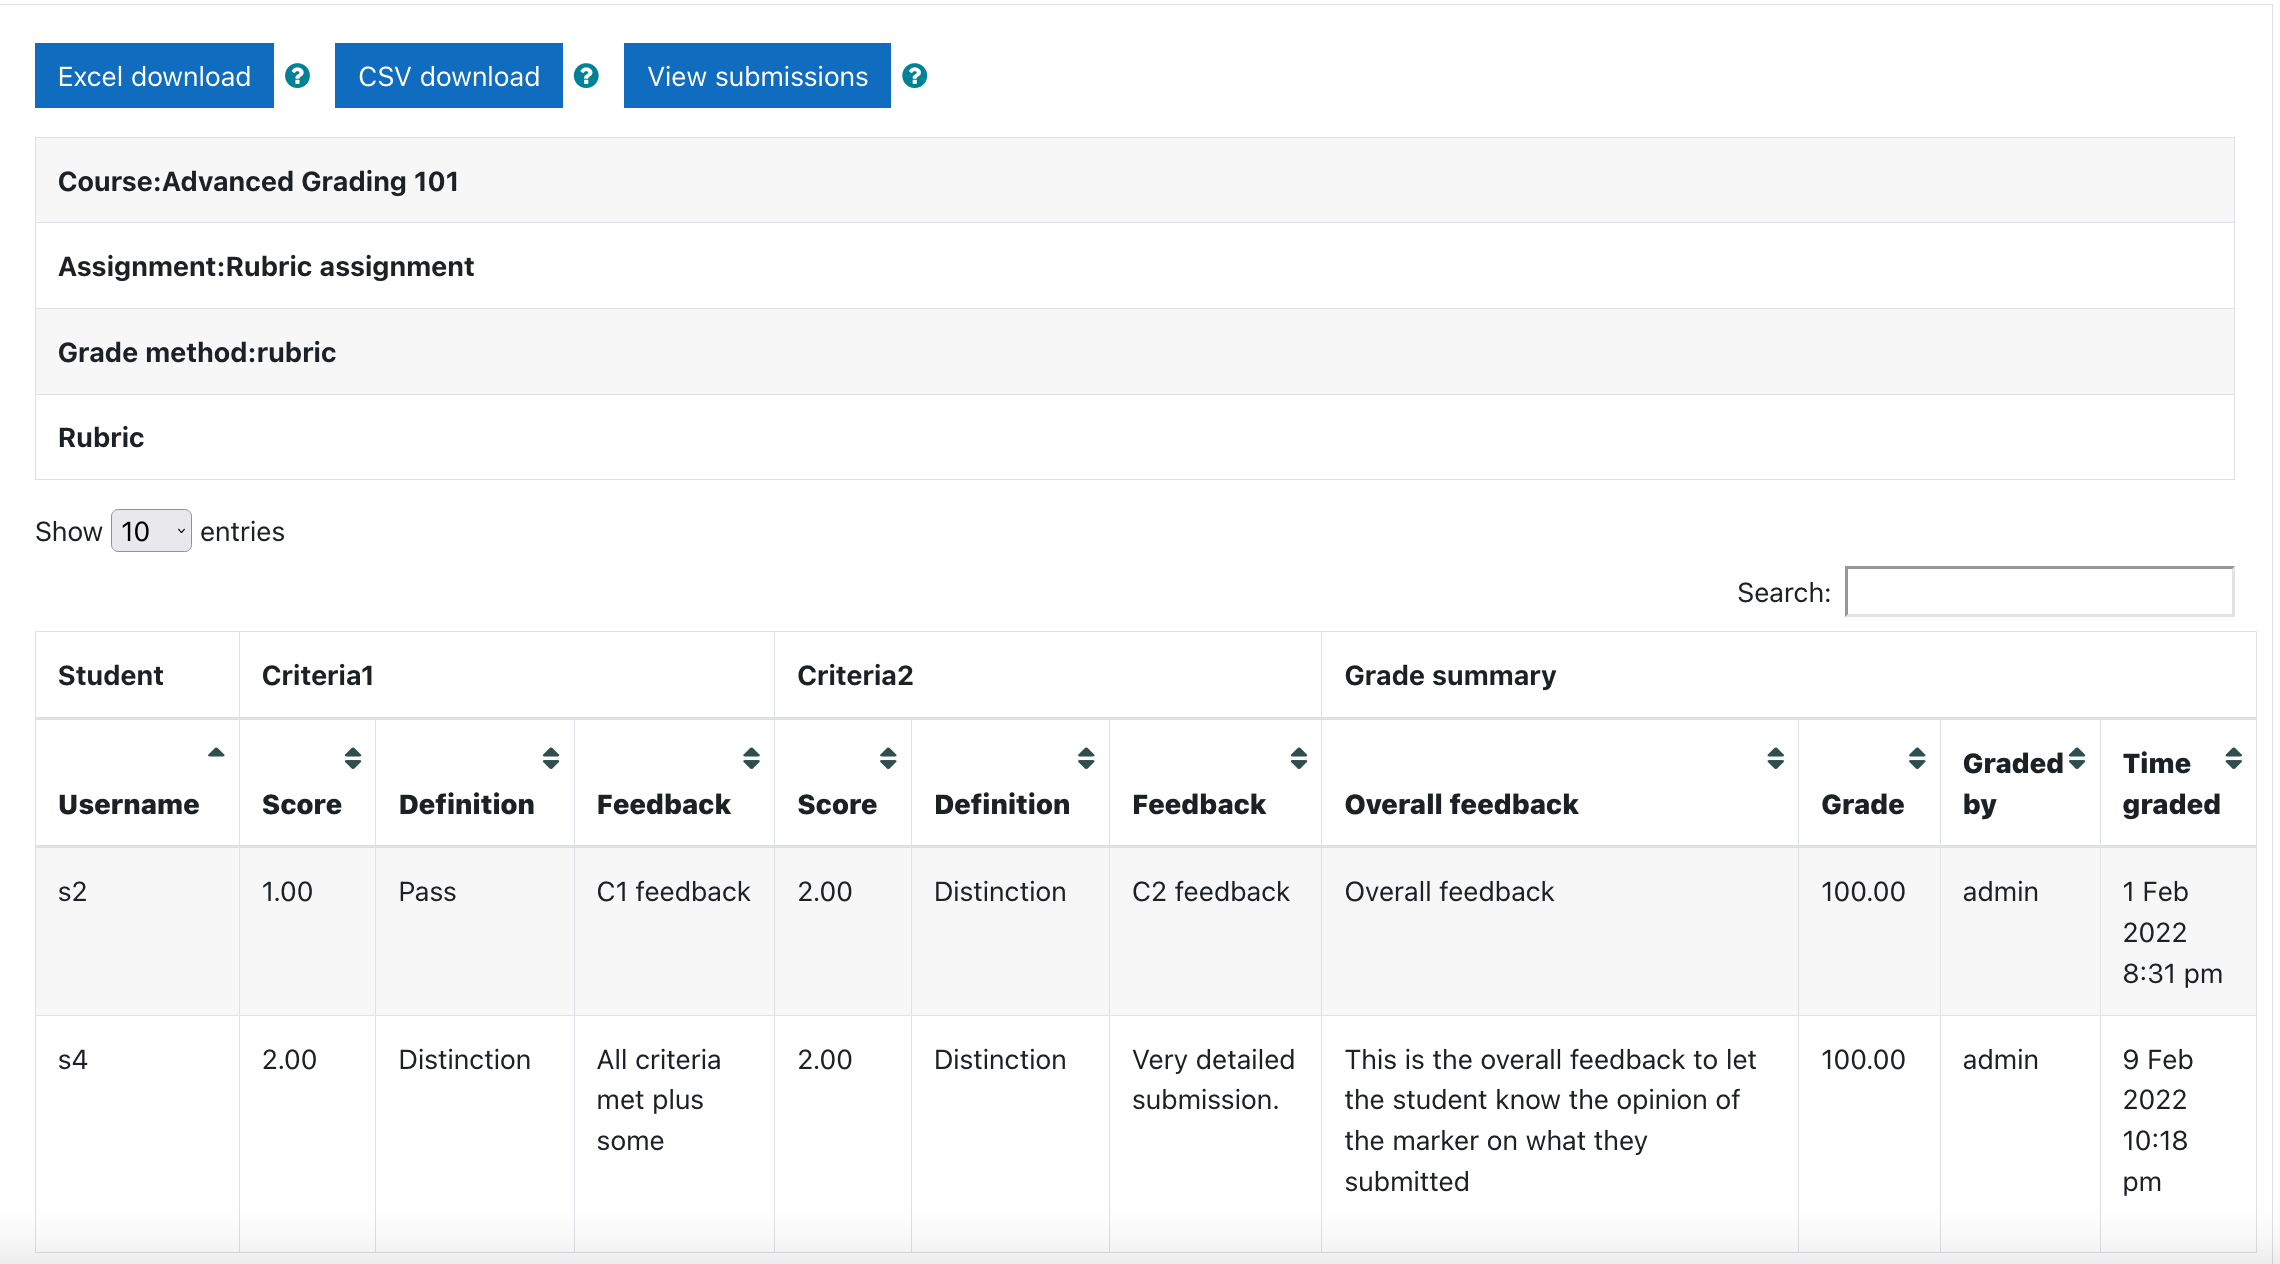 Excel download ? CSV download ? View submissions ?
Course:Advanced Grading 101
Assignment:Rubric assignment
Grade method:rubric
Rubric
Show 10 entries
Search:
Student Criteria1 Criteria2 Grade summary
Username Score Definition Feedback Score Definition Feedback Overall feedback Grade Graded by Time graded
s2 1.00 Pass C1 feedback 2.00 Distinction C2 feedback Overall feedback 100.00 admin 1 Feb
2022
8:31 pm
s4 2.00 Distinction All criteria 2.00 Distinction Very detailed This is the overall feedback to let 100.00 admin 9 Feb
met plus submission. the student know the opinion of 2022
some the marker on what they 10:18
submitted pm